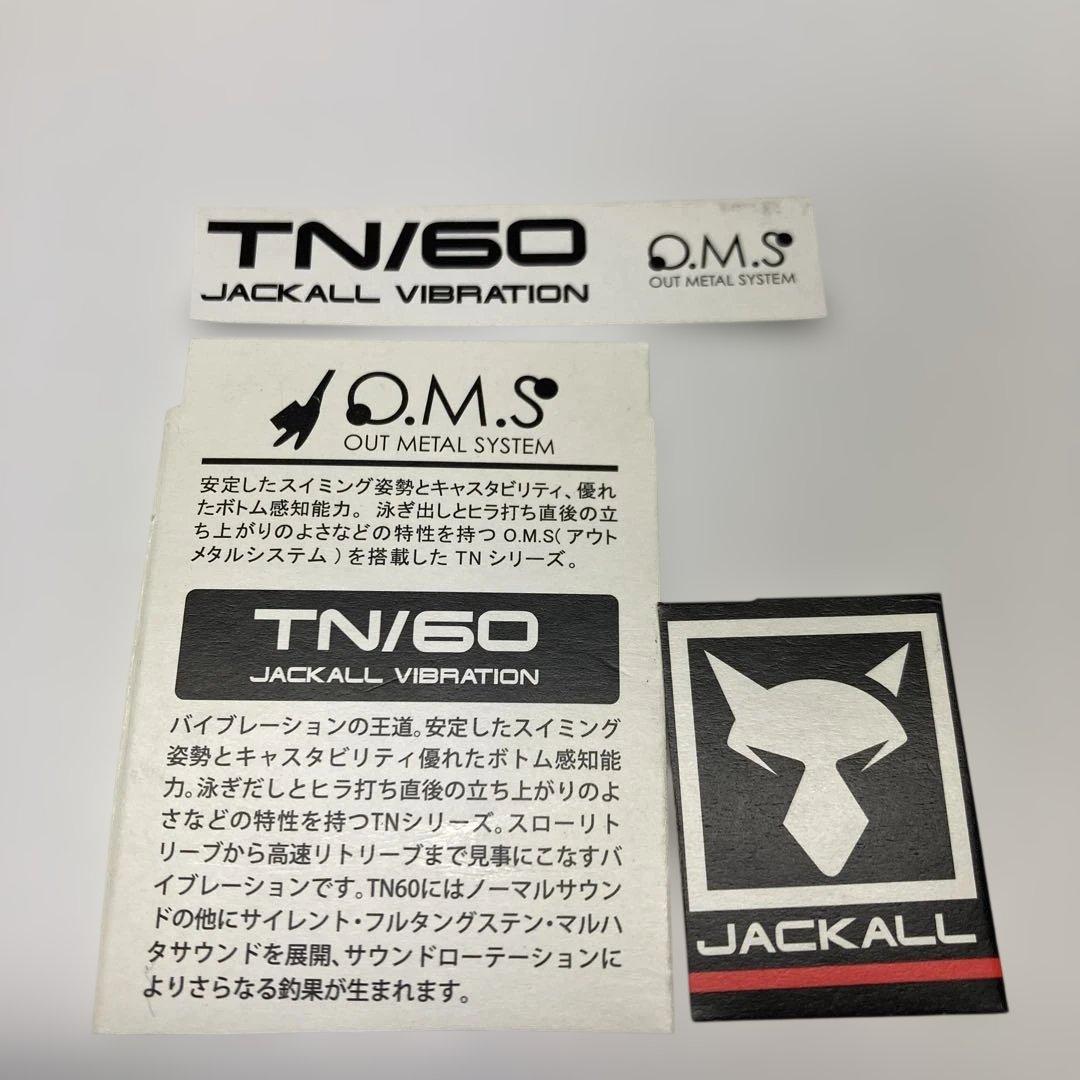 TN/60
JACKALL VIBRATION
O.M.S
OUT METAL SYSTEM
O.M.S
OUT METAL SYSTEM
安定したスイミング姿勢とキャスタビリティ、優れ
たボトム感知能力。 泳ぎ出しとヒラ打ち直後の立
ち上がりのよさなどの特性を持つ O.M.S( アウト
メタルシステム ) を搭載した TN シリーズ。
TN/60
JACKALL VIBRATION
バイブレーションの王道。安定したスイミング
姿勢とキャスタビリティ優れたボトム感知能
力。泳ぎだしとヒラ打ち直後の立ち上がりのよ
さなどの特性を持つTNシリーズ。スローリト
リーブから高速リトリーブまで見事にこなすバ
イブレーションです。TN60にはノーマルサウン
ドの他にサイレント・フルタングステン・マルハ
タサウンドを展開、サウンドローテーションに
よりさらなる釣果が生まれます。
JACKALL